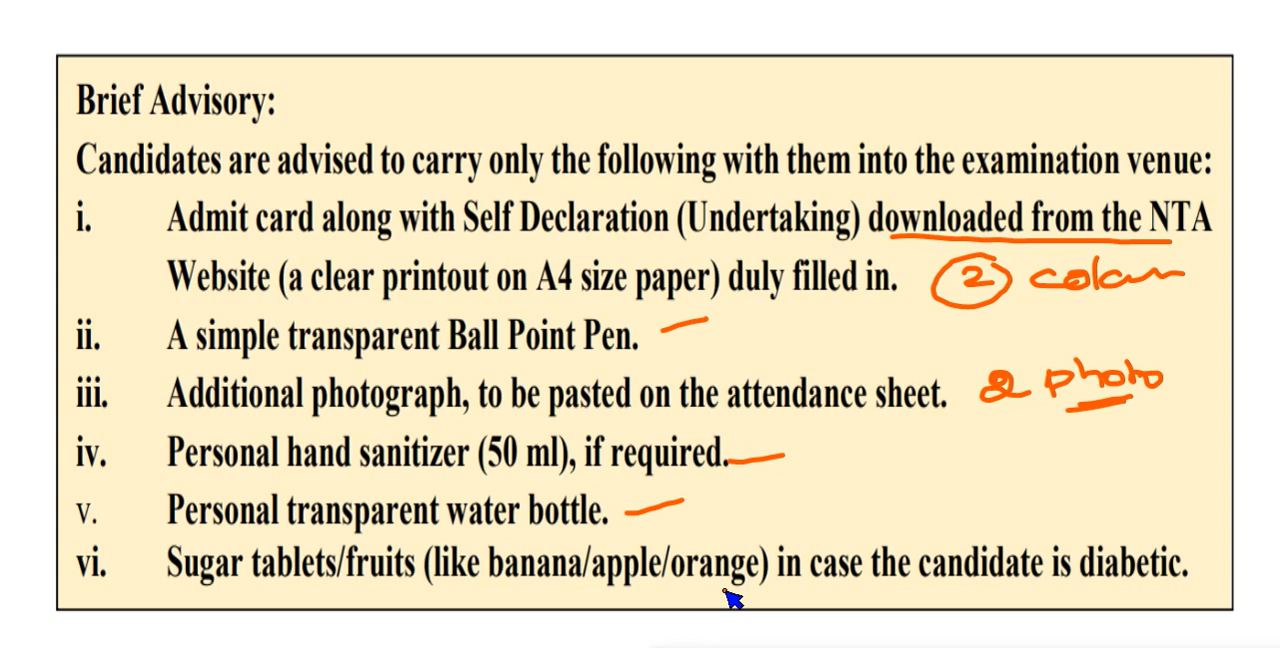 Brief Advisory:
Candidates are advised to carry only the following with them into the examination venue:
i. Admit card along with Self Declaration (Undertaking) downloaded from the NTA
Website (a clear printout on A4 size paper) duly filled in. 2
ii. A simple transparent Ball Point Pen.
iii. Additional photograph, to be pasted on the attendance sheet. 2 photo
iv. Personal hand sanitizer (50 ml), if required.
v. Personal transparent water bottle.
vi. Sugar tablets/fruits (like banana/apple/orange) in case the candidate is diabetic.